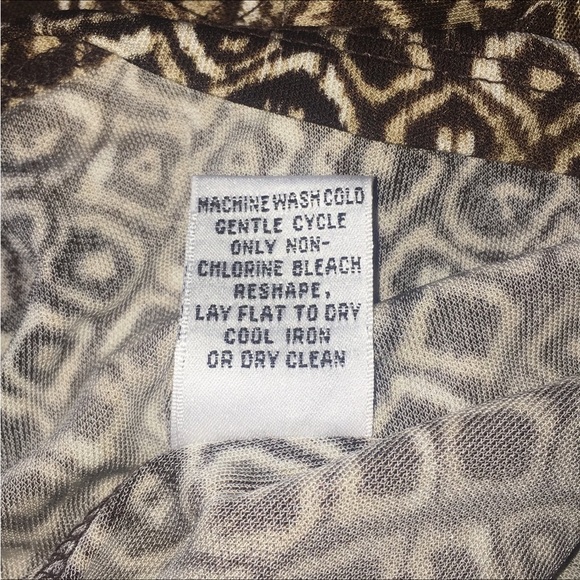 MACHINE WASH COLD
GENTLE CYCLE
ONLY NON-
CHLORINE BLEACH
RESHAPE,
LAY FLAT TO DRY
COOL IRON
OR DRY CLEAN